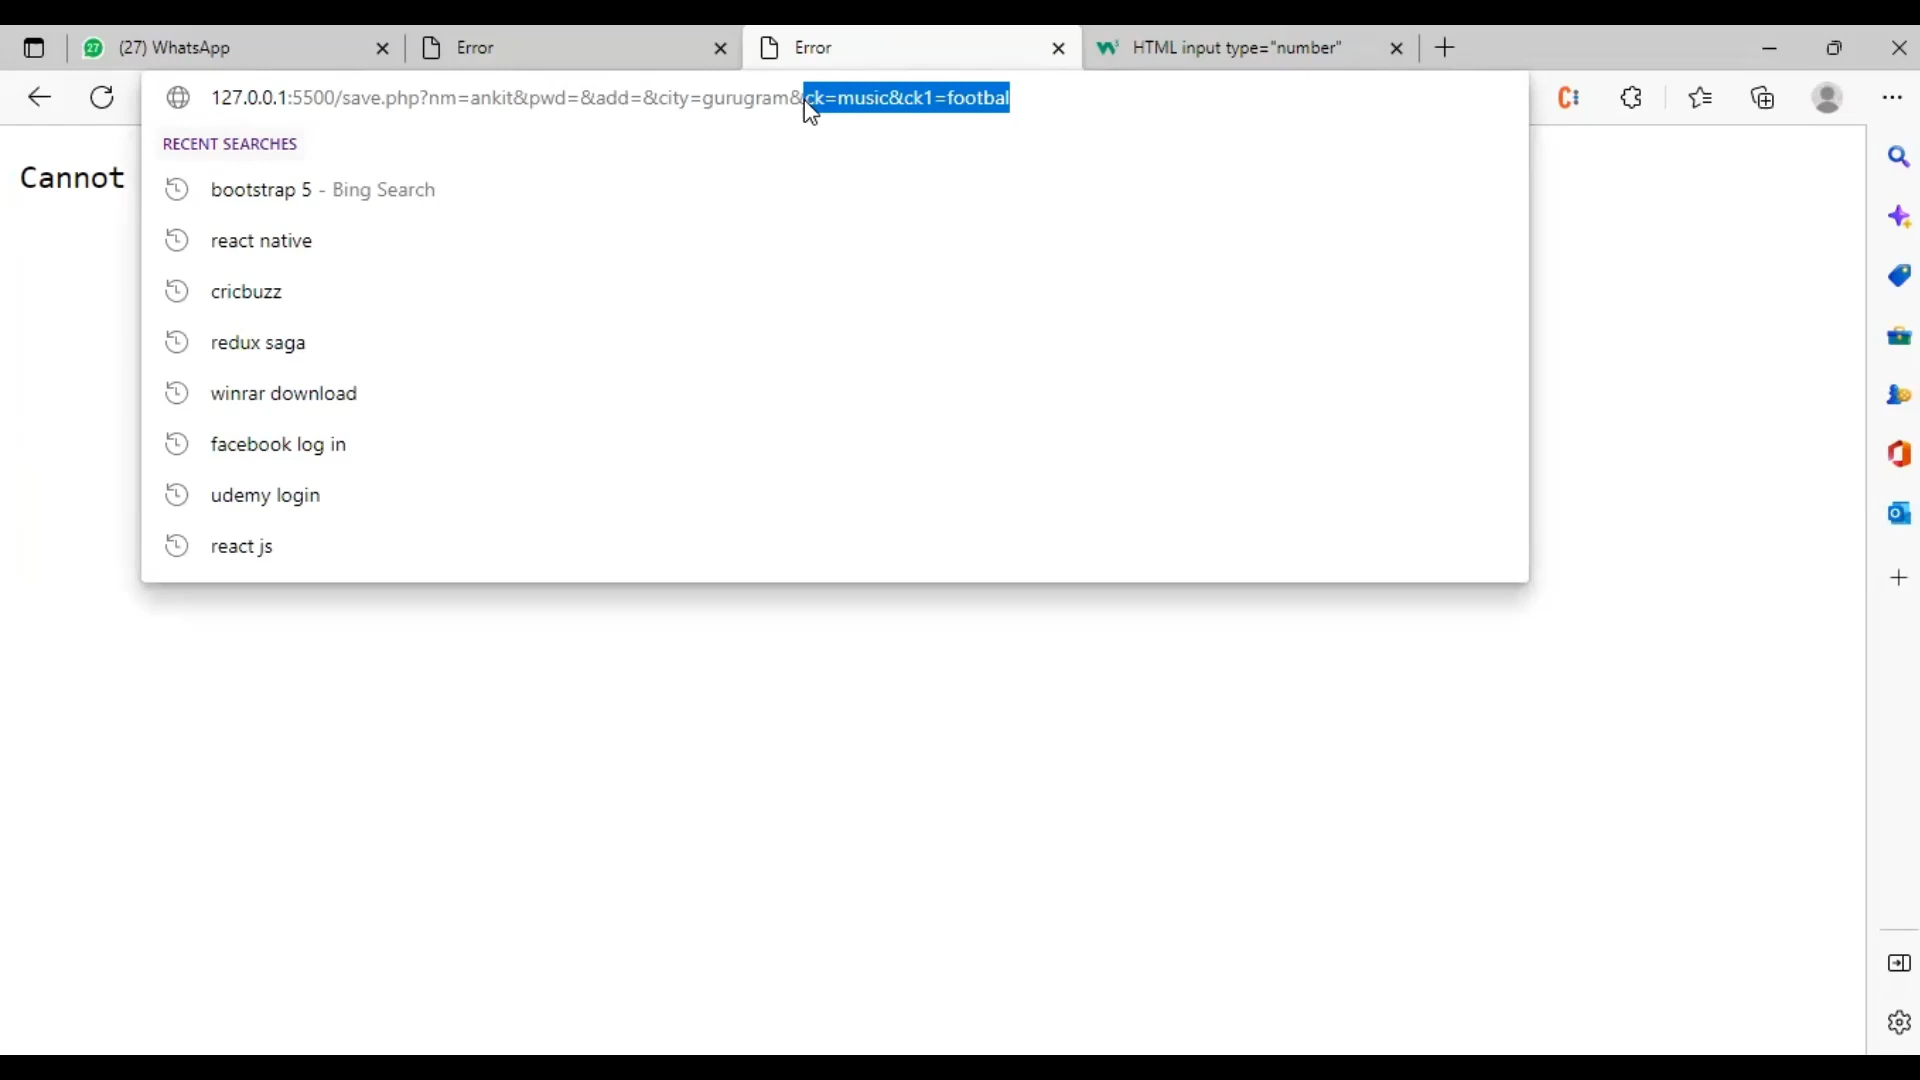 27 (27) WhatsApp
Error
Error
HTML input type="number"
127.0.0.1:5500/save.php?nm=ankit&pwd=&add=&city=gurugram&ck=music&ck1=footbal
RECENT SEARCHES
Cannot
bootstrap 5 - Bing Search
react native
cricbuzz
redux saga
winrar download
facebook log in
udemy login
react js